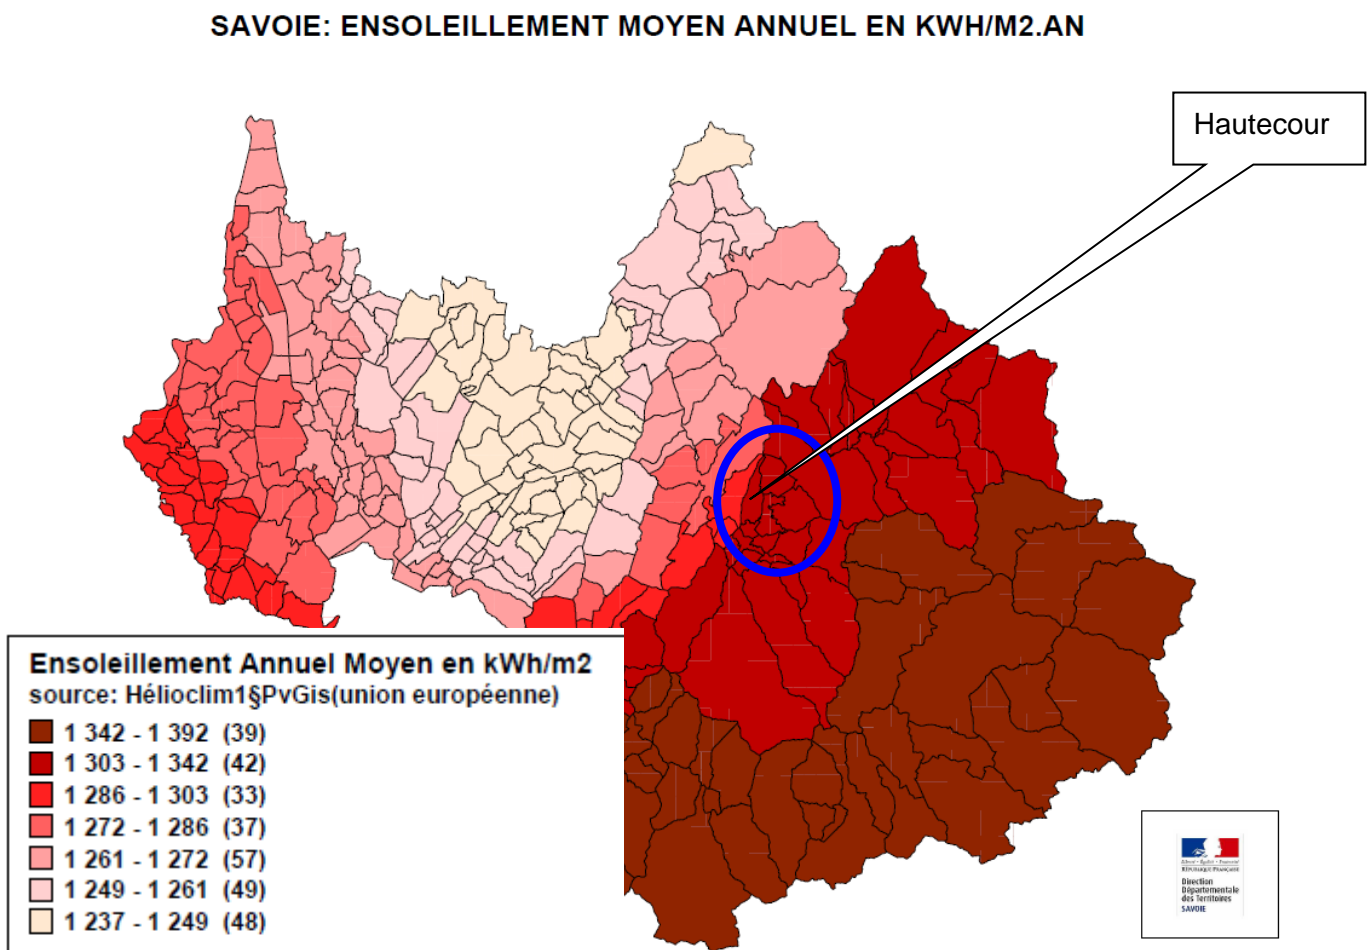 SAVOIE: ENSOLEILLEMENT MOYEN ANNUEL EN KWH/M2.AN
Hautecour
Ensoleillement Annuel Moyen en kWh/m2
source: Hélioclim1§PvGis(union européenne)
1 342 - 1 392 (39)
1 303 - 1 342 (42)
1 286 - 1 303 (33)
1 272 - 1 286 (37)
1 261 - 1 272 (57)
1 249 - 1 261 (49)
1 237 - 1 249 (48)
Liberté • Égalité • Fraternité
RÉPUBLIQUE FRANÇAISE
Direction
Départementale
des Territoires
SAVOIE